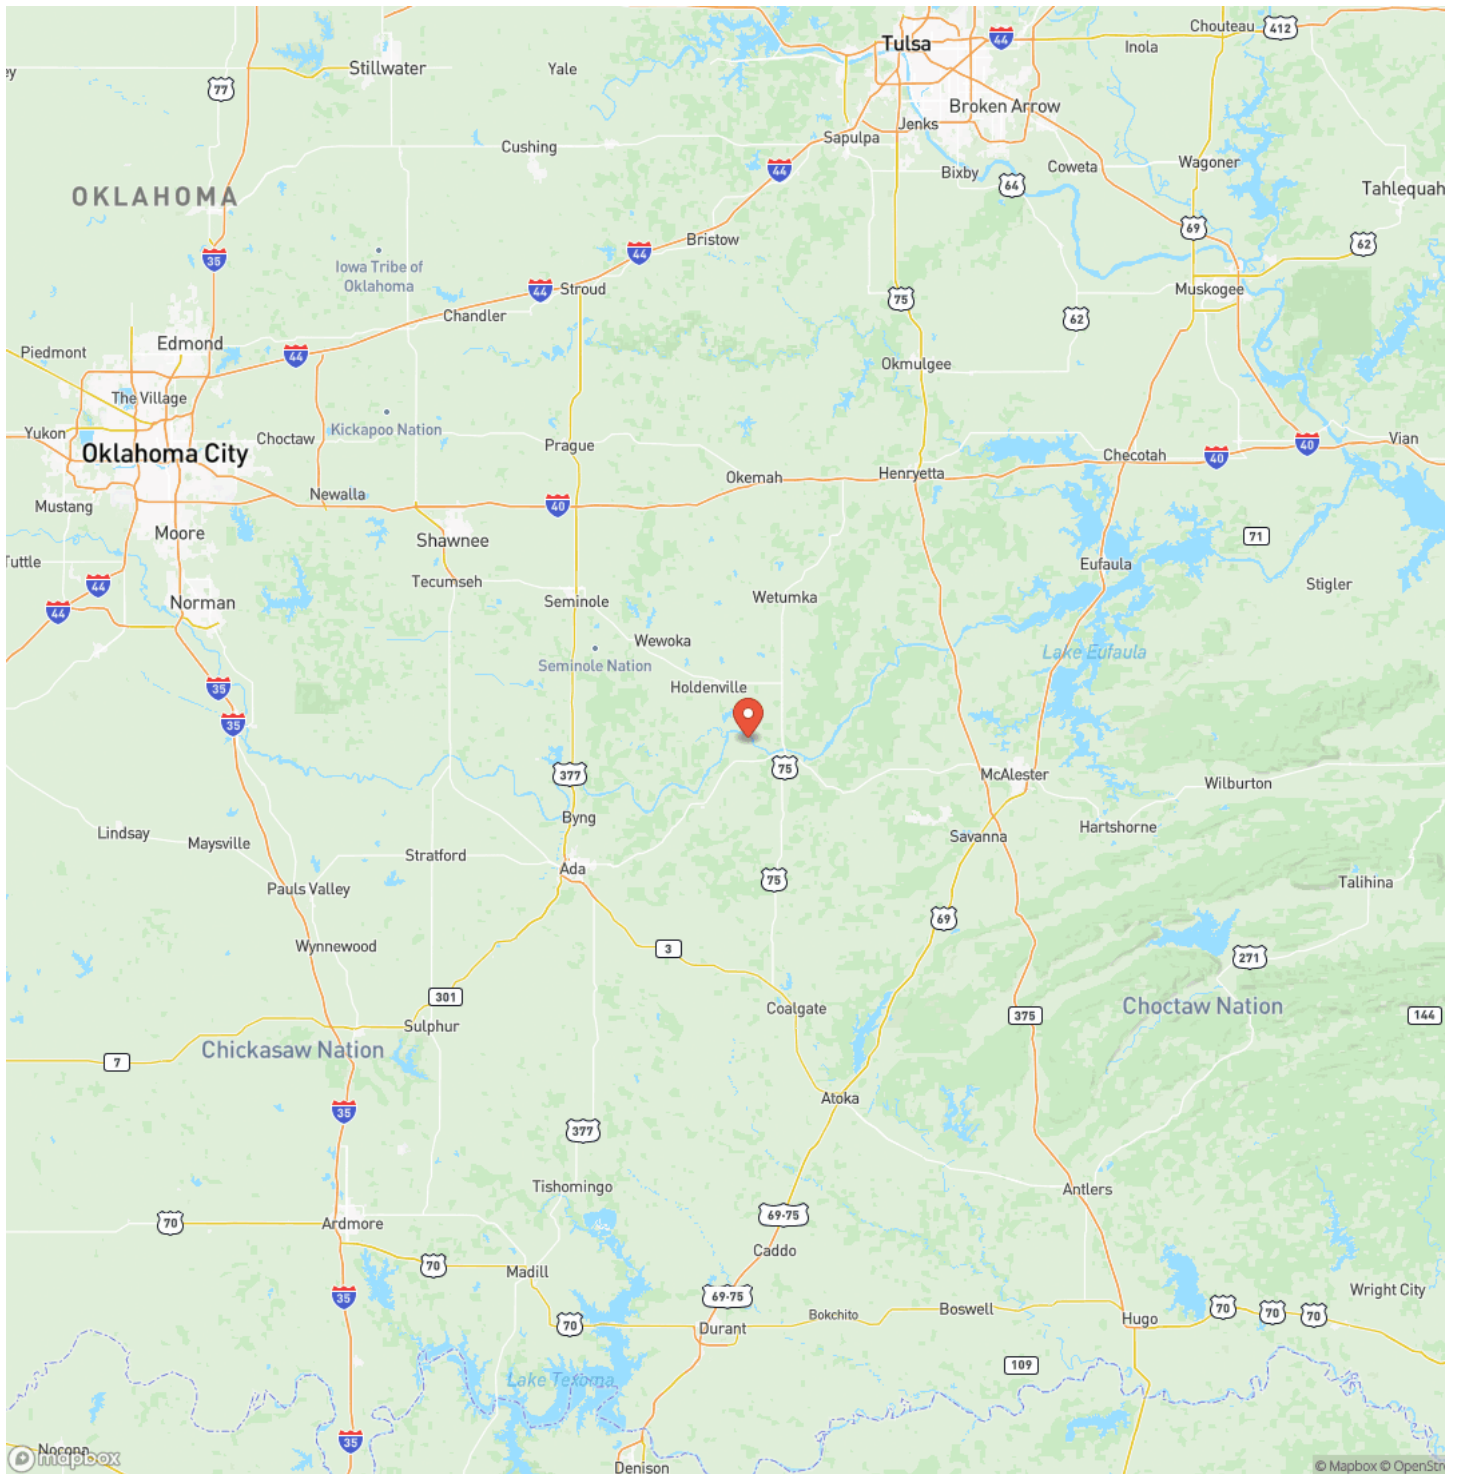 Chouteau
412
Tulsa
44
Inola
ey
Stillwater
Yale
77
Broken Arrow
Jenks
Sapulpa
Cushing
44
Bixby
Coweta
Wagoner
64
Tahlequah
OKLAHOMA
69
Bristow
62
44
35
Iowa Tribe of
Oklahoma
44
Stroud
75
Muskogee
Chandler
62
Edmond
Piedmont
44
Okmulgee
The Village
Kickapoo Nation
Yukon
Choctaw
Prague
Vian
40
Oklahoma City
Checotah
40
Henryetta
Okemah
Newalla
Mustang
40
Moore
Shawnee
71
Tuttle
Eufaula
Tecumseh
44
Stigler
44
Norman
Seminole
Wetumka
Wewoka
Seminole Nation
Lake Eufaula
35
Holdenville
35
377
75
McAlester
Wilburton
Byng
Lindsay
Maysville
Savanna
Hartshorne
Stratford
Ada
Pauls Valley
75
Talihina
69
Wynnewood
3
271
301
Coalgate
Choctaw Nation
375
144
Sulphur
Chickasaw Nation
7
Atoka
35
377
Tishomingo
Antlers
70
Ardmore
69-75
Caddo
70
Madill
Wright City
35
69-75
Bokchito
Boswell
70
70
70
Hugo
70
Durant
109
Lake Texoma
35
Nocona
mapbox
Denison
© Mapbox © OpenStre